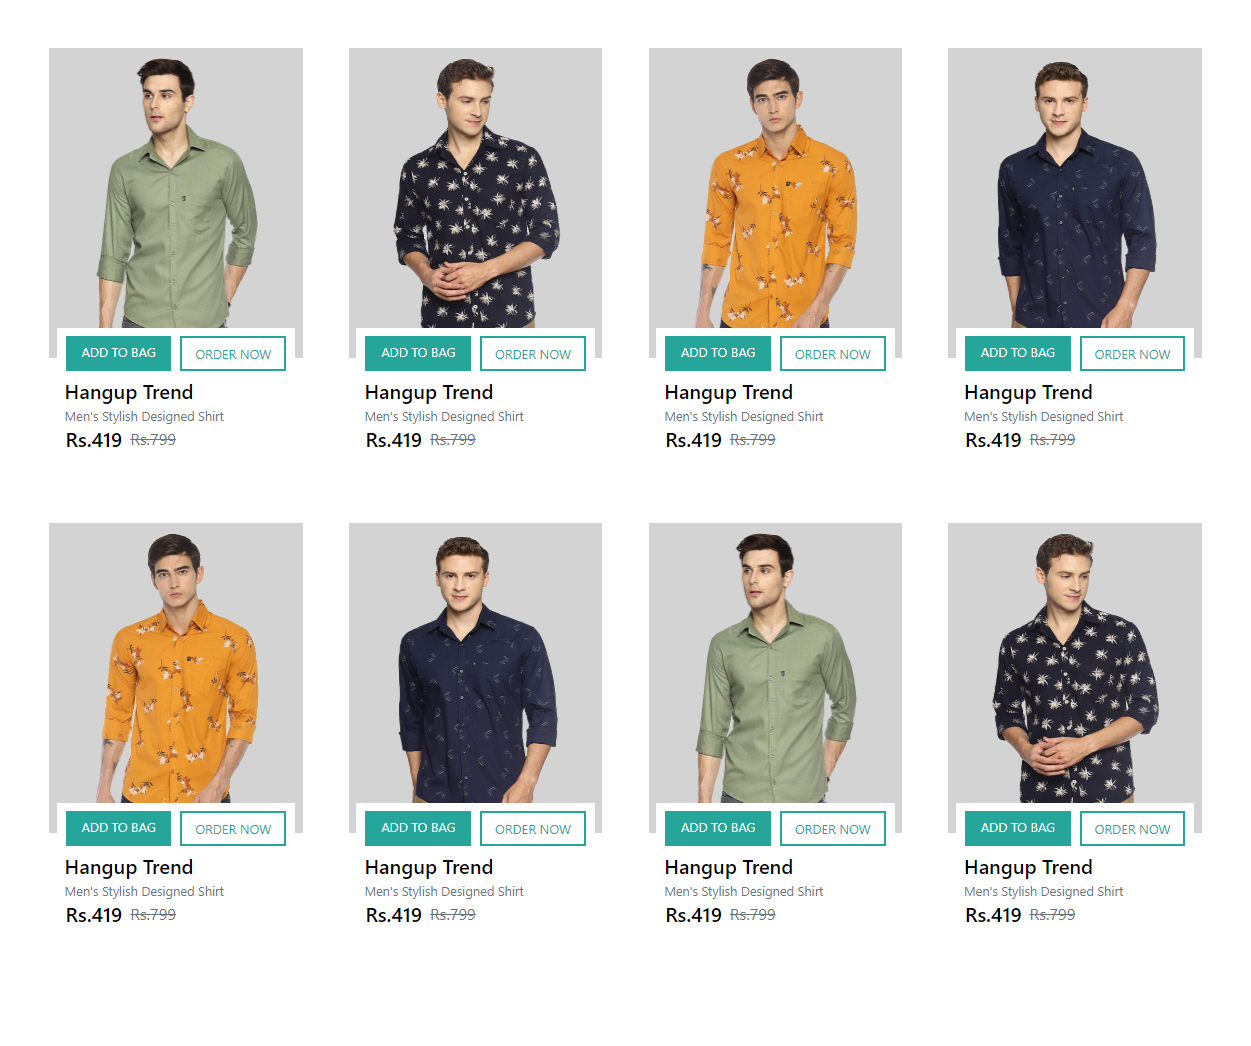 ADD TO BAG ORDER NOW
Hangup Trend
Men's Stylish Designed Shirt
Rs.419 Rs.799
ADD TO BAG ORDER NOW
Hangup Trend
Men's Stylish Designed Shirt
Rs.419 Rs.799
ADD TO BAG ORDER NOW
Hangup Trend
Men's Stylish Designed Shirt
Rs.419 Rs.799
ADD TO BAG ORDER NOW
Hangup Trend
Men's Stylish Designed Shirt
Rs.419 Rs.799
ADD TO BAG ORDER NOW
Hangup Trend
Men's Stylish Designed Shirt
Rs.419 Rs.799
ADD TO BAG ORDER NOW
Hangup Trend
Men's Stylish Designed Shirt
Rs.419 Rs.799
ADD TO BAG ORDER NOW
Hangup Trend
Men's Stylish Designed Shirt
Rs.419 Rs.799
ADD TO BAG ORDER NOW
Hangup Trend
Men's Stylish Designed Shirt
Rs.419 Rs.799